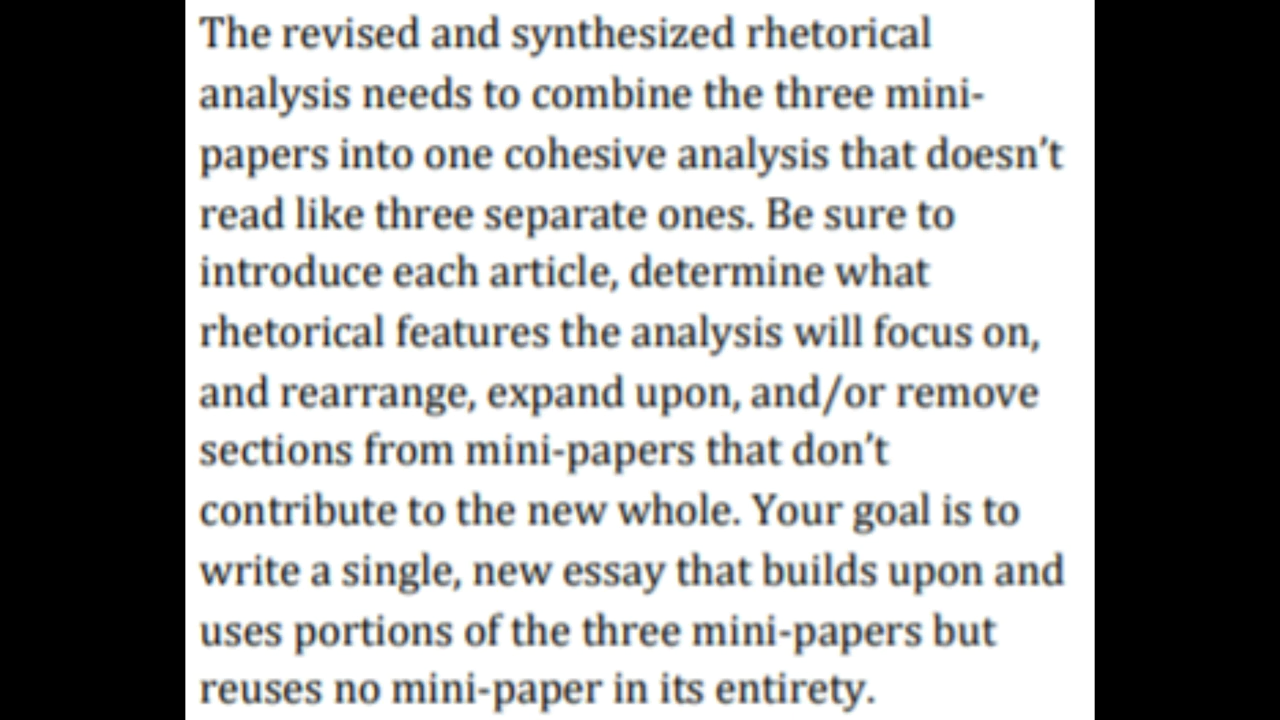 The revised and synthesized rhetorical
analysis needs to combine the three mini-
papers into one cohesive analysis that doesn’t
read like three separate ones. Be sure to
introduce each article, determine what
rhetorical features the analysis will focus on,
and rearrange, expand upon, and/or remove
sections from mini-papers that don’t
contribute to the new whole. Your goal is to
write a single, new essay that builds upon and
uses portions of the three mini-papers but
reuses no mini-paper in its entirety.